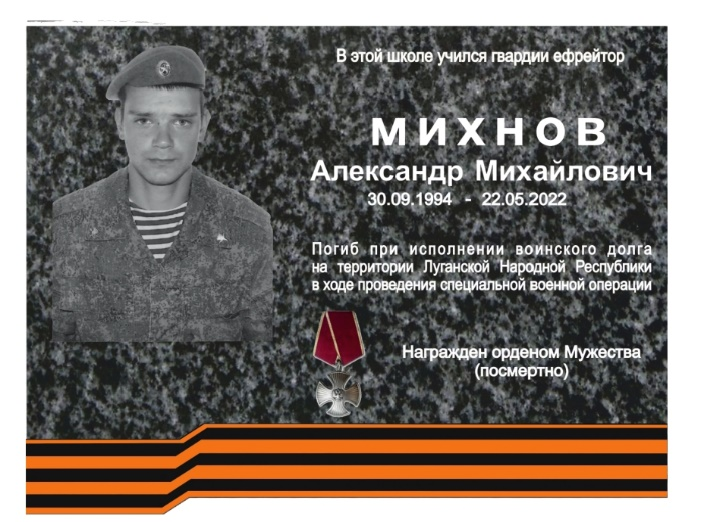 В этой школе учился гвардии ефрейтор
МИХНОВ
Александр Михайлович
30.09.1994 - 22.05.2022
Погиб при исполнении воинского долга
на территории Луганской Народной Республики
в ходе проведения специальной военной операции
Награжден орденом Мужества
(посмертно)